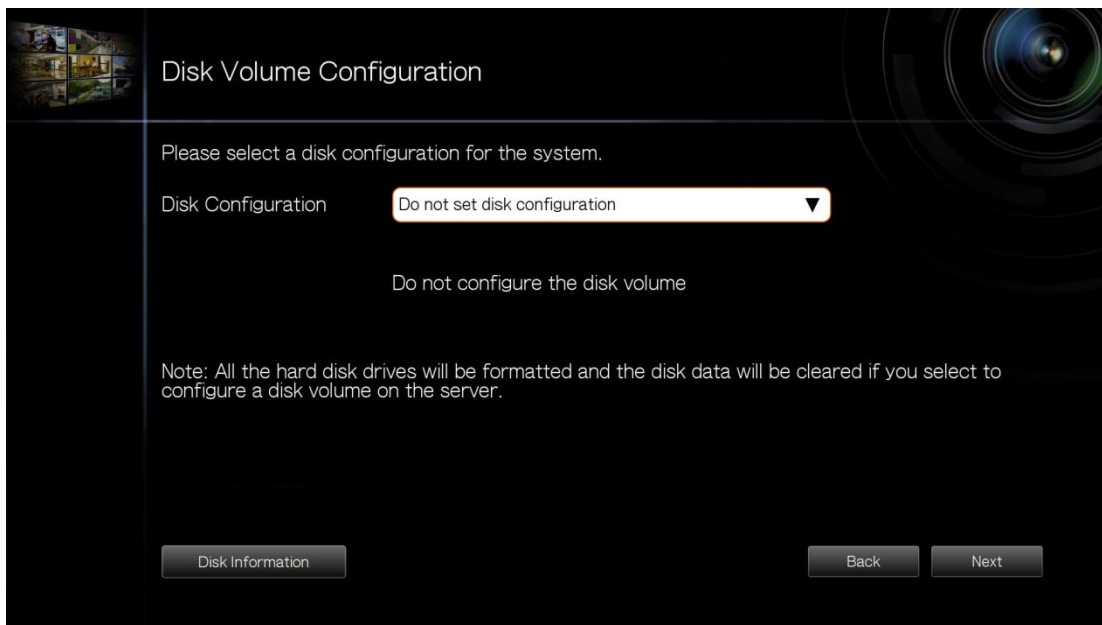 Disk Volume Configuration
Please select a disk configuration for the system.
Disk Configuration
Do not set disk configuration
Do not configure the disk volume
Note: All the hard disk drives will be formatted and the disk data will be cleared if you select to
configure a disk volume on the server.
Disk Information
Back
Next